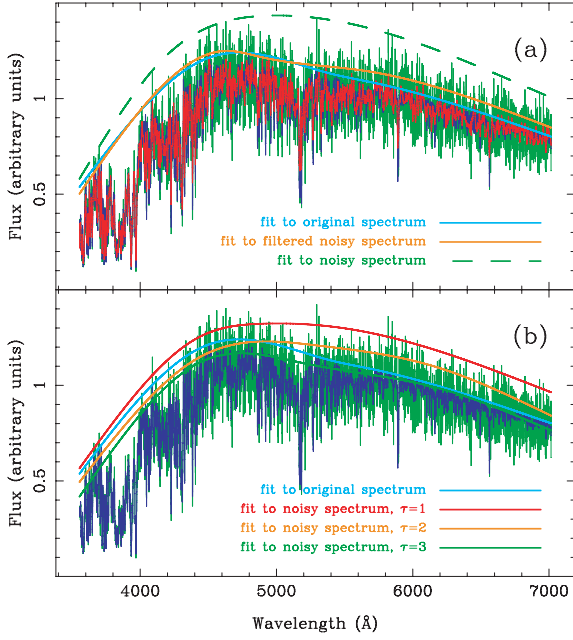 (a)
1
0.5
Flux (arbitrary units)
fit to original spectrum
fit to filtered noisy spectrum
fit to noisy spectrum
(b)
1
0.5
Flux (arbitrary units)
fit to original spectrum
fit to noisy spectrum, τ=1
fit to noisy spectrum, τ=2
fit to noisy spectrum, τ=3
4000 5000 6000 7000
Wavelength (Å)